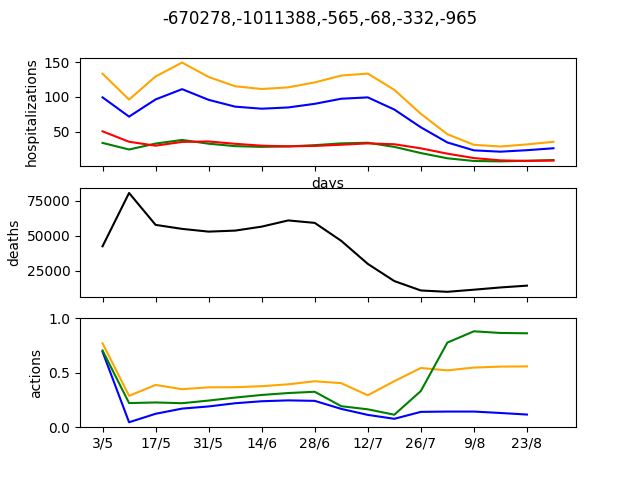 -670278,-1011388,-565,-68,-332,-965
150
100
50
hospitalizations
days
75000
50000
25000
deaths
1.0
0.5
0.0
actions
3/5 17/5 31/5 14/6 28/6 12/7 26/7 9/8 23/8